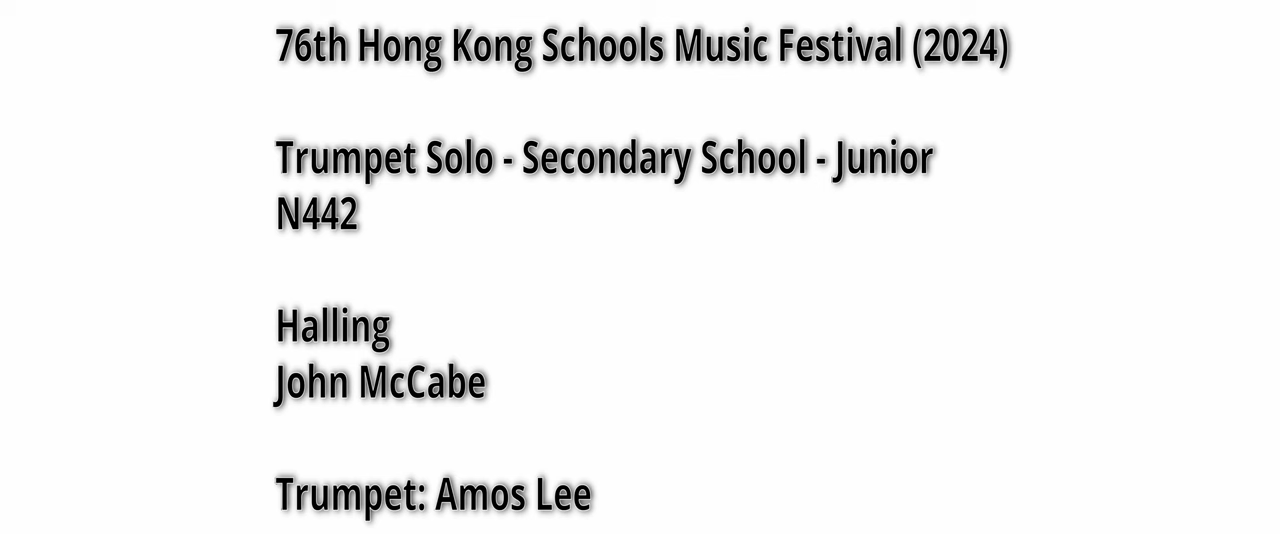 76th Hong Kong Schools Music Festival (2024)
Trumpet Solo - Secondary School - Junior
N442
Halling
John McCabe
Trumpet: Amos Lee